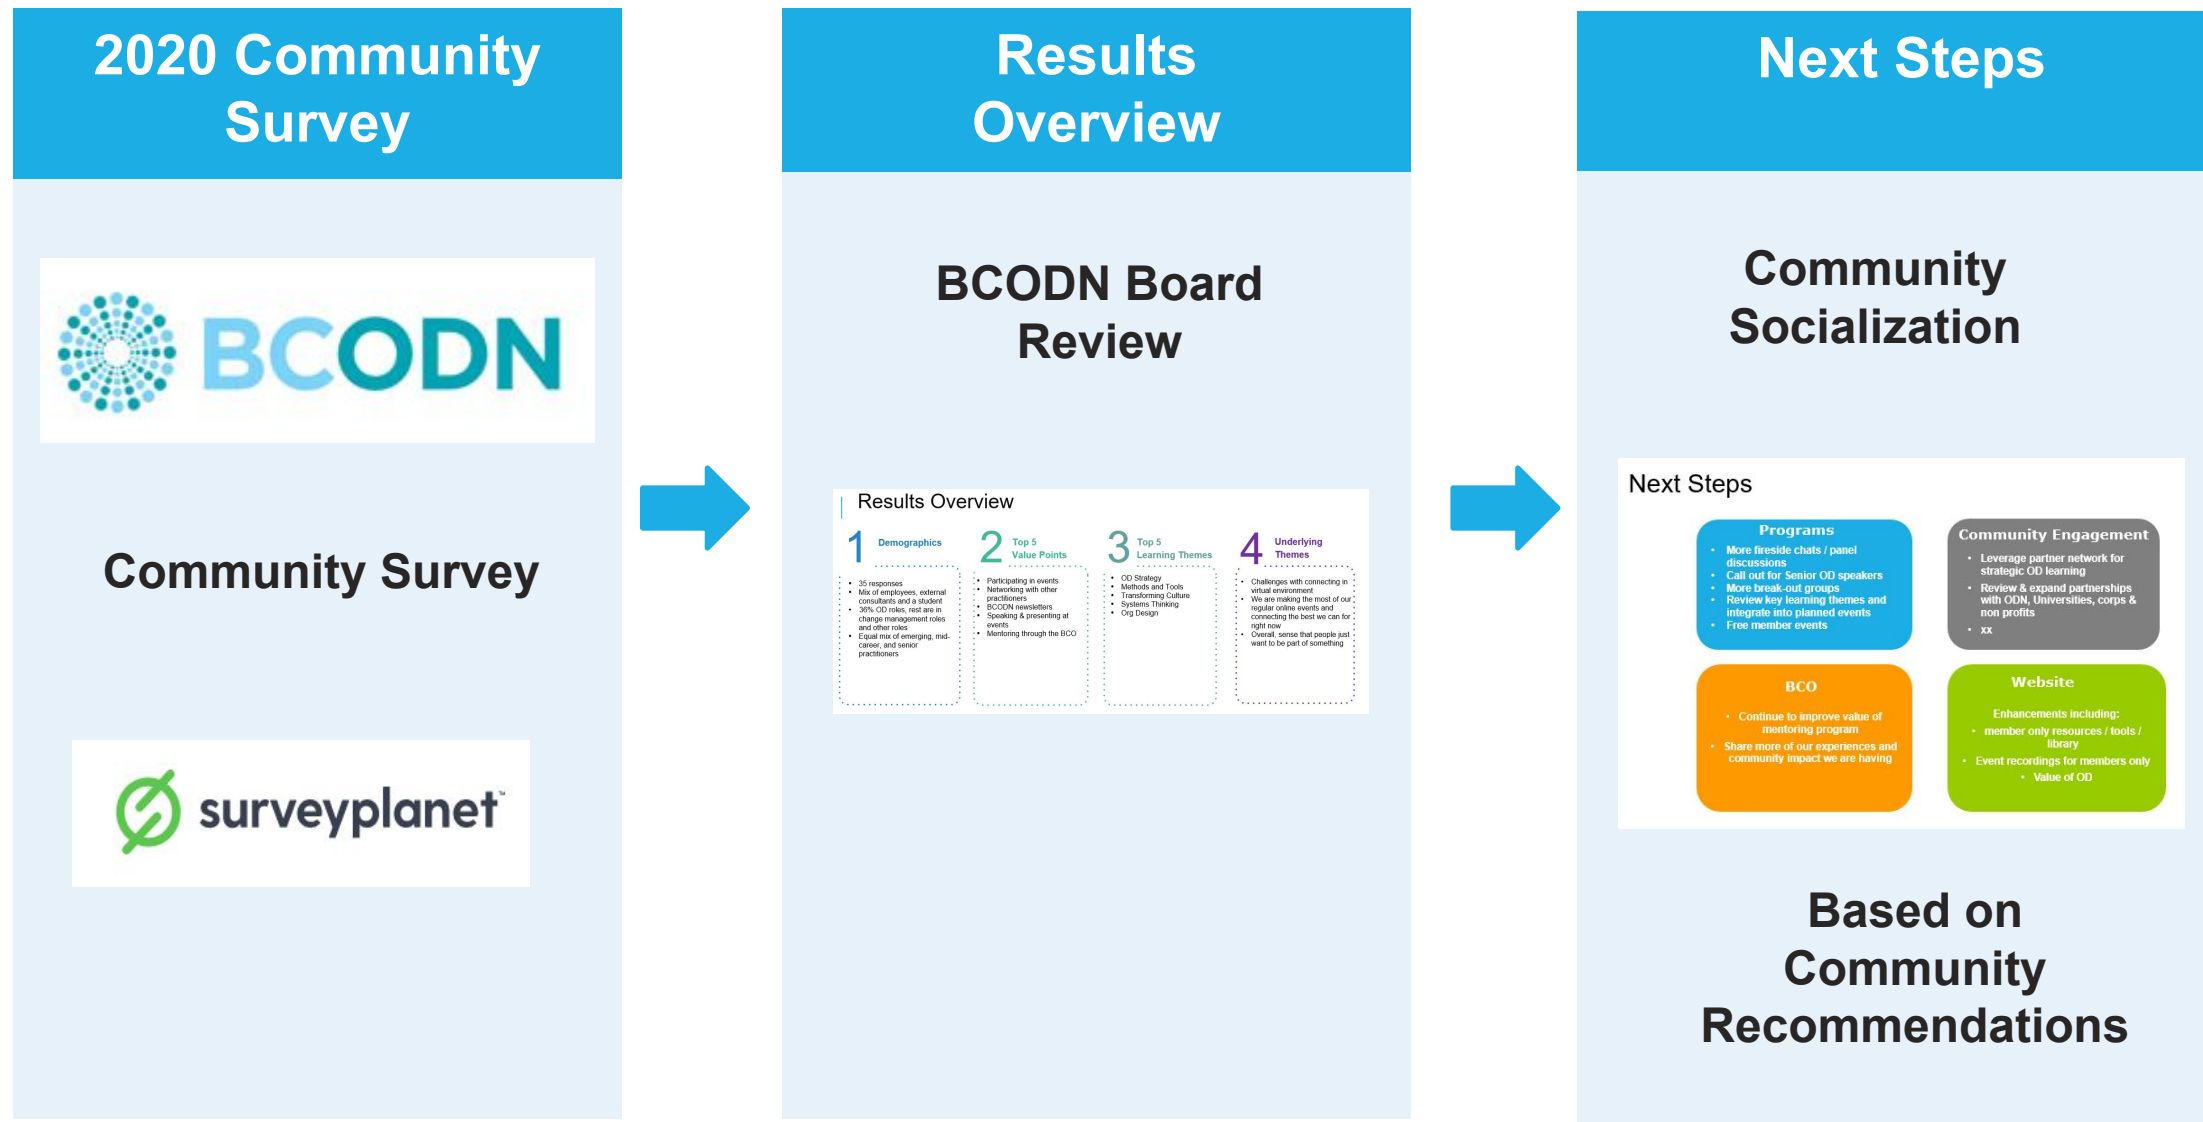 2020 Community
Survey
BCODN
Community Survey
surveyplanet™
Results
Overview
BCODN Board
Review
Results Overview
1 Demographics
• 35 responses
• Mix of employees, external
consultants and a student
• 36% OD roles, rest are in
change management roles
and other roles
• Equal mix of emerging, mid-
career, and senior
practitioners
2 Top 5
Value Points
• Participating in events
• Networking with other
practitioners
• BCODN newsletters
• Speaking & presenting at
events
• Mentoring through the BCO
3 Top 5
Learning Themes
• OD Strategy
• Methods and Tools
• Transforming Culture
• Systems Thinking
• Org Design
4 Underlying
Themes
• Challenges with connecting in
virtual environment
• We are making the most of our
regular online events and
connecting the best we can for
right now
• Overall, sense that people just
want to be part of something
Next Steps
Community
Socialization
Next Steps
Programs
• More fireside chats / panel
discussions
• Call out for Senior OD speakers
• More break-out groups
• Review key learning themes and
integrate into planned events
• Free member events
Community Engagement
• Leverage partner network for
strategic OD learning
• Review & expand partnerships
with ODN, Universities, corps &
non profits
• xx
BCO
• Continue to improve value of
mentoring program
• Share more of our experiences and
community impact we are having
Website
Enhancements including:
• member only resources / tools /
library
• Event recordings for members only
• Value of OD
Based on
Community
Recommendations